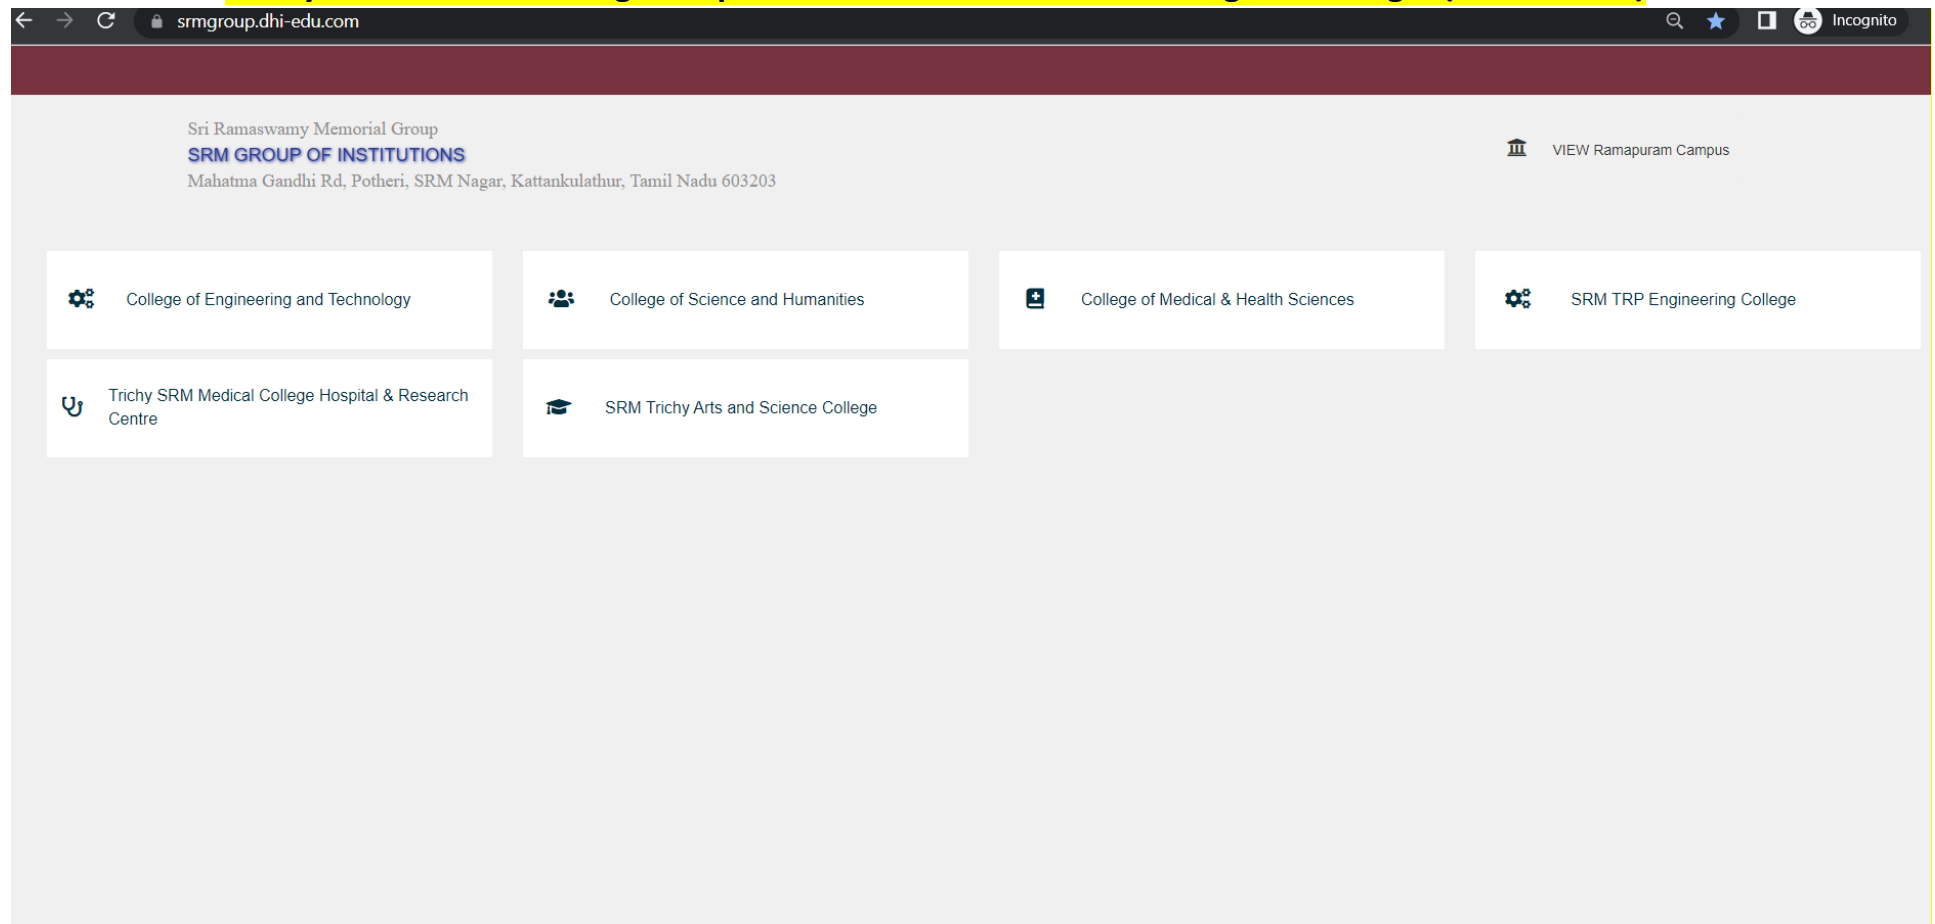 srmgroup.dhi-edu.com
Incognito
Sri Ramaswamy Memorial Group
SRM GROUP OF INSTITUTIONS
Mahatma Gandhi Rd, Potheri, SRM Nagar, Kattankulathur, Tamil Nadu 603203
VIEW Ramapuram Campus
College of Engineering and Technology
College of Science and Humanities
College of Medical & Health Sciences
SRM TRP Engineering College
Trichy SRM Medical College Hospital & Research
Centre
SRM Trichy Arts and Science College